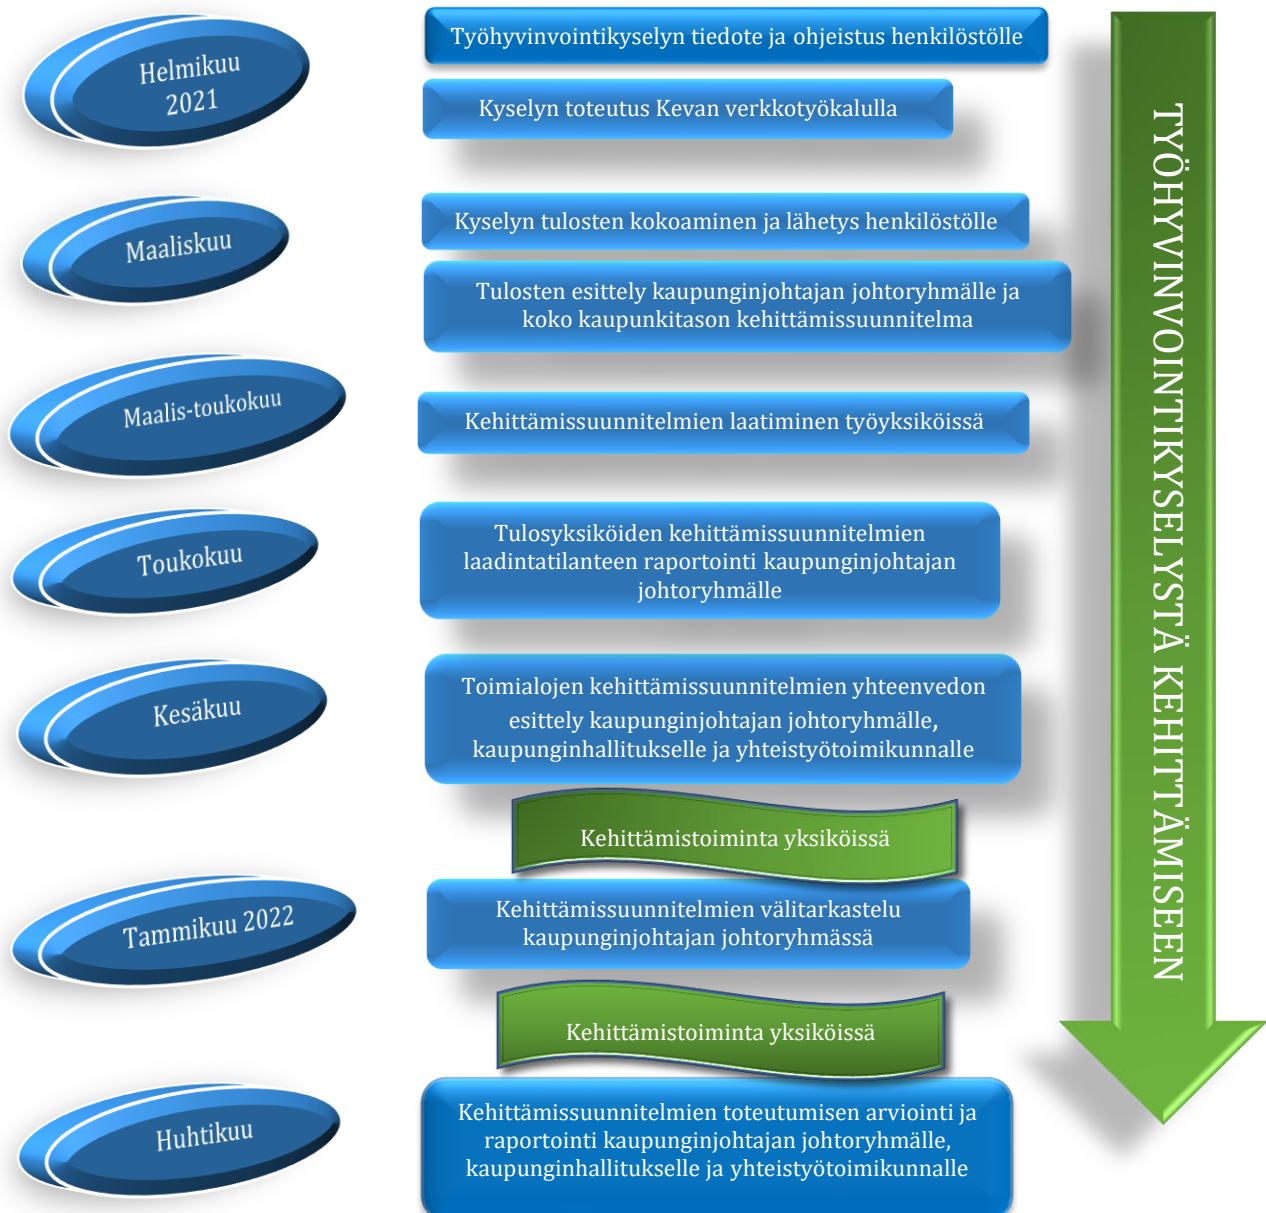 Helmikuu
2021
Työhyvinvointikyselyn tiedote ja ohjeistus henkilöstölle
Kyselyn toteutus Kevan verkkotyökalulla
Maaliskuu
Kyselyn tulosten kokoaminen ja lähetys henkilöstölle
Tulosten esittely kaupunginjohtajan johtoryhmälle ja
koko kaupunkitason kehittämissuunnitelma
Maalis-toukokuu
Kehittämissuunnitelmien laatiminen työyksiköissä
Toukokuu
Tulosyksiköiden kehittämissuunnitelmien
laadintatilanteen raportointi kaupunginjohtajan
johtoryhmälle
Kesäkuu
Toimialojen kehittämissuunnitelmien yhteenvedon
esittely kaupunginjohtajan johtoryhmälle,
kaupunginhallitukselle ja yhteistyötoimikunnalle
Kehittämistoiminta yksiköissä
Tammikuu 2022
Kehittämissuunnitelmien välitarkastelu
kaupunginjohtajan johtoryhmässä
Kehittämistoiminta yksiköissä
Huhtikuu
Kehittämissuunnitelmien toteutumisen arviointi ja
raportointi kaupunginjohtajan johtoryhmälle,
kaupunginhallitukselle ja yhteistyötoimikunnalle
TYÖHYVINVOINTIKYSELYSTÄ KEHITTÄMISEEN